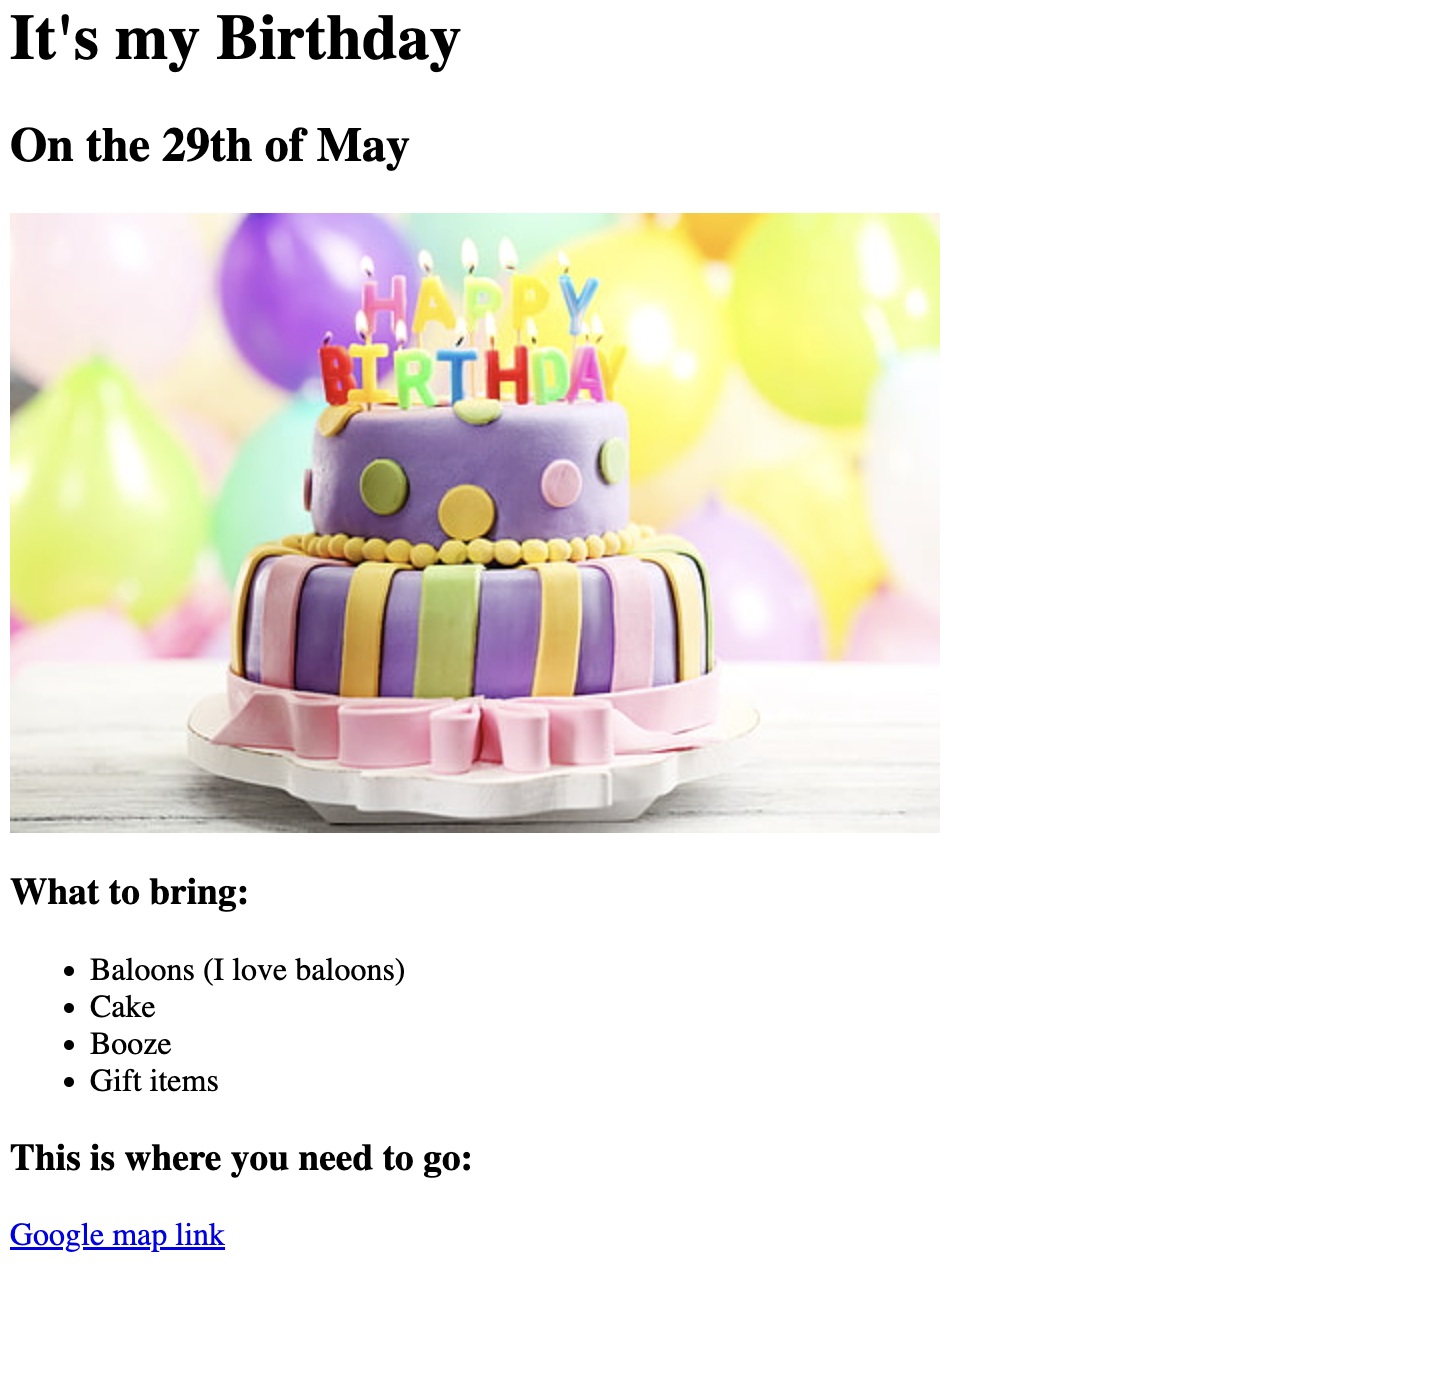 It's my Birthday
On the 29th of May
HAPPY
BIRTHDAY
What to bring:
Baloons (I love baloons)
Cake
Booze
Gift items
This is where you need to go:
Google map link